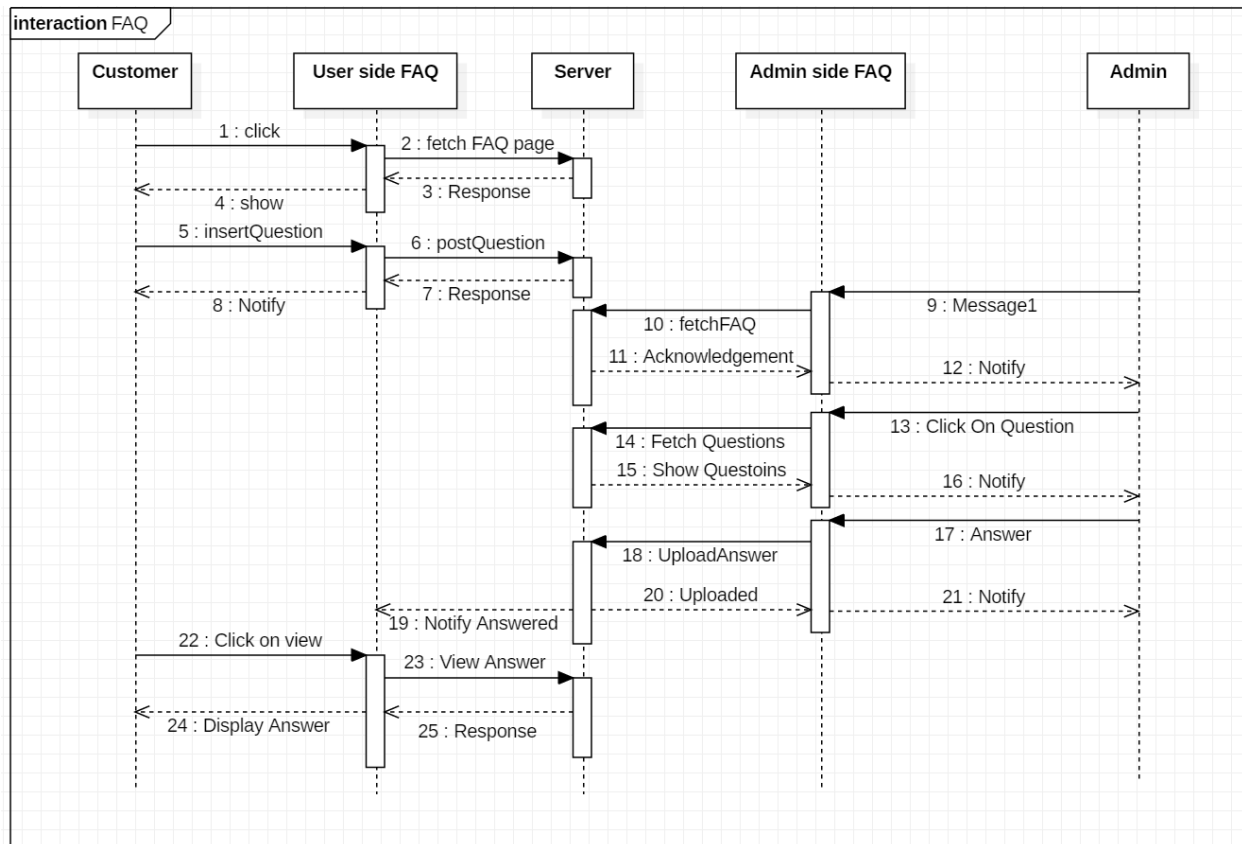 interaction FAQ
Customer
User side FAQ
Server
Admin side FAQ
Admin
1 : click
2 : fetch FAQ page
3 : Response
4 : show
5 : insertQuestion
6 : postQuestion
7 : Response
8 : Notify
9 : Message1
10 : fetchFAQ
11 : Acknowledgement
12 : Notify
13 : Click On Question
14 : Fetch Questions
15 : Show Questoins
16 : Notify
17 : Answer
18 : UploadAnswer
20 : Uploaded
21 : Notify
19 : Notify Answered
22 : Click on view
23 : View Answer
24 : Display Answer
25 : Response